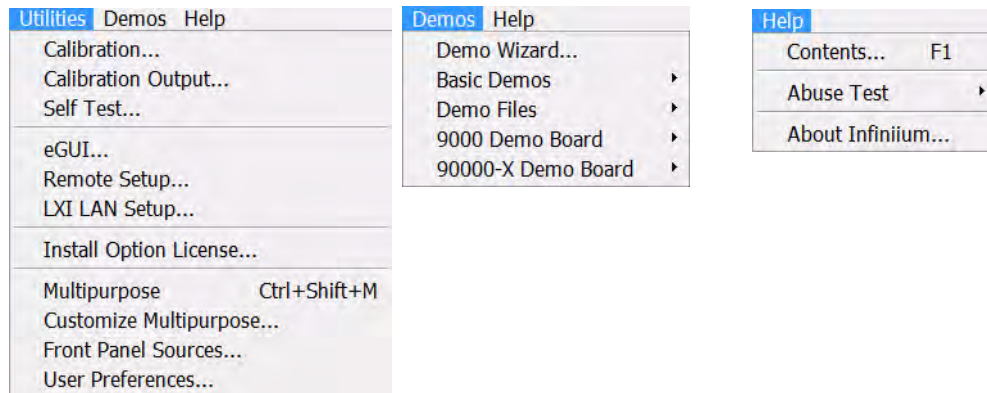 Utilities Demos Help
Calibration...
Calibration Output...
Self Test...
eGUI...
Remote Setup...
LXI LAN Setup...
Install Option License...
Multipurpose Ctrl+Shift+M
Customize Multipurpose...
Front Panel Sources...
User Preferences...
Demos Help
Demo Wizard...
Basic Demos
Demo Files
9000 Demo Board
90000-X Demo Board
Help
Contents... F1
Abuse Test
About Infiniium...